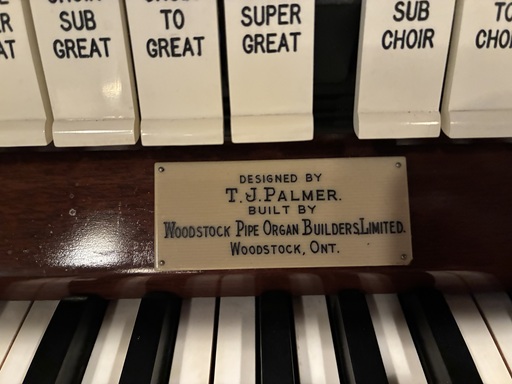 SUB
GREAT
TO
GREAT
SUPER
GREAT
SUB
CHOIR
DESIGNED BY
T. J. PALMER.
BUILT BY
WOODSTOCK PIPE ORGAN BUILDERS, LIMITED.
WOODSTOCK, ONT.